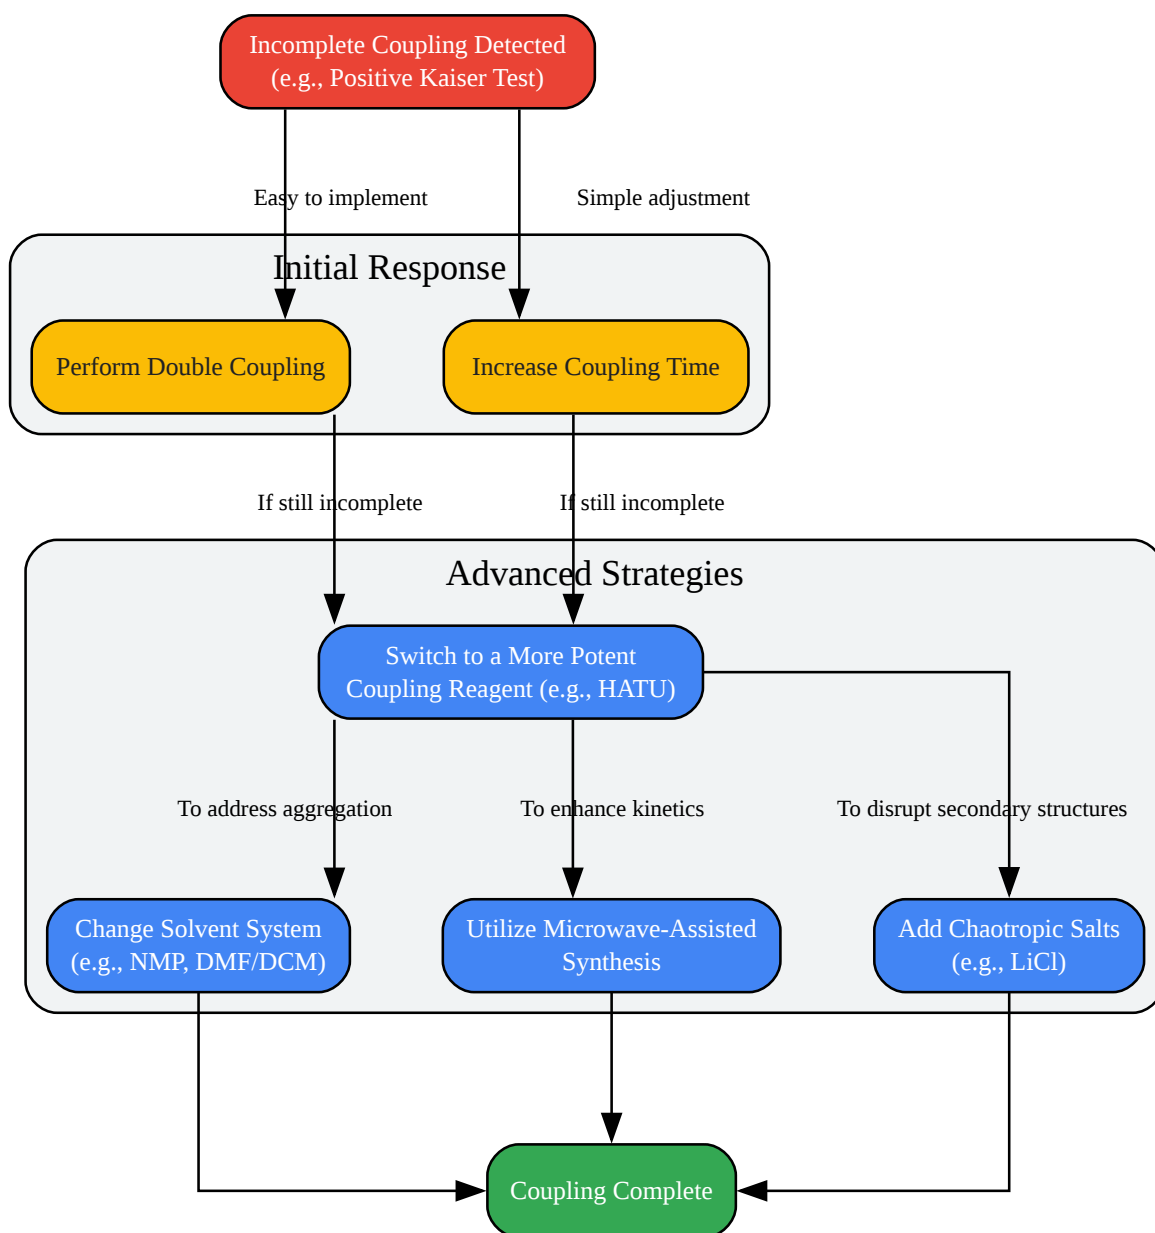 Incomplete Coupling Detected
(e.g., Positive Kaiser Test)
Easy to implement
Simple adjustment
Initial Response
Perform Double Coupling
Increase Coupling Time
If still incomplete
If still incomplete
Advanced Strategies
Switch to a More Potent
Coupling Reagent (e.g., HATU)
To address aggregation
To enhance kinetics
To disrupt secondary structures
Change Solvent System
(e.g., NMP, DMF/DCM)
Utilize Microwave-Assisted
Synthesis
Add Chaotropic Salts
(e.g., LiCl)
Coupling Complete